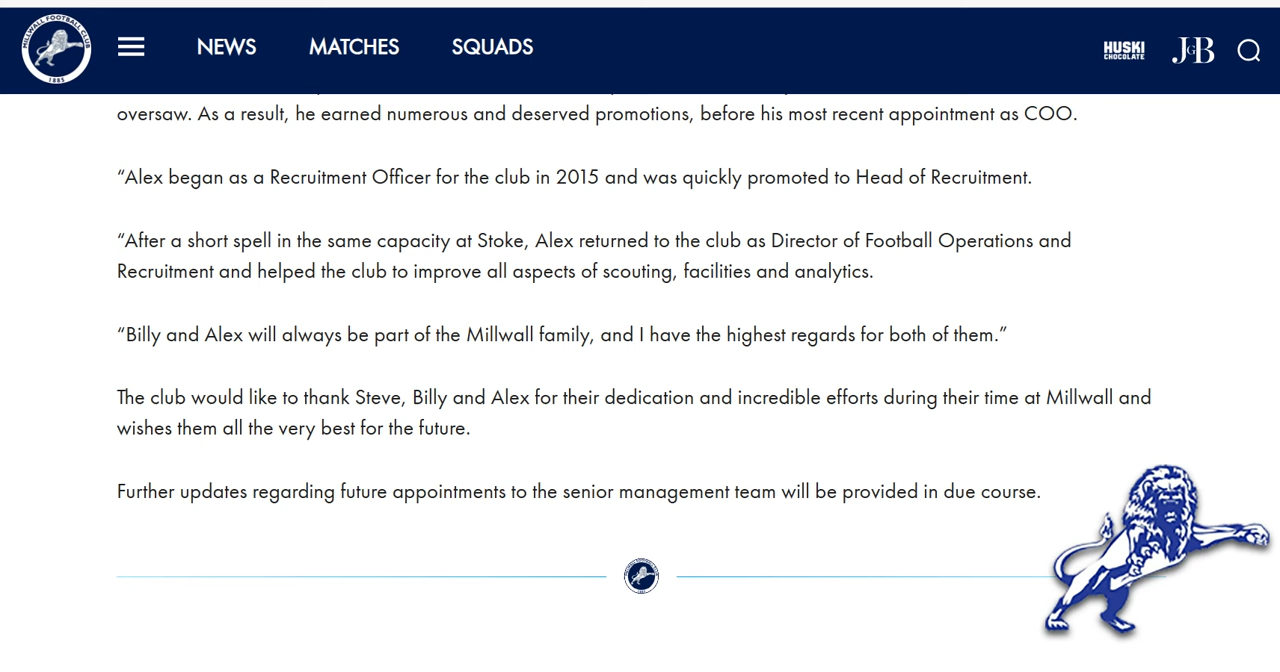 MILLWALL FOOTBALL CLUB
1885
NEWS
MATCHES
SQUADS
HUSKI
CHOCOLATE
JGB
oversaw. As a result, he earned numerous and deserved promotions, before his most recent appointment as COO.
“Alex began as a Recruitment Officer for the club in 2015 and was quickly promoted to Head of Recruitment.
“After a short spell in the same capacity at Stoke, Alex returned to the club as Director of Football Operations and
Recruitment and helped the club to improve all aspects of scouting, facilities and analytics.
“Billy and Alex will always be part of the Millwall family, and I have the highest regards for both of them.”
The club would like to thank Steve, Billy and Alex for their dedication and incredible efforts during their time at Millwall and
wishes them all the very best for the future.
Further updates regarding future appointments to the senior management team will be provided in due course.